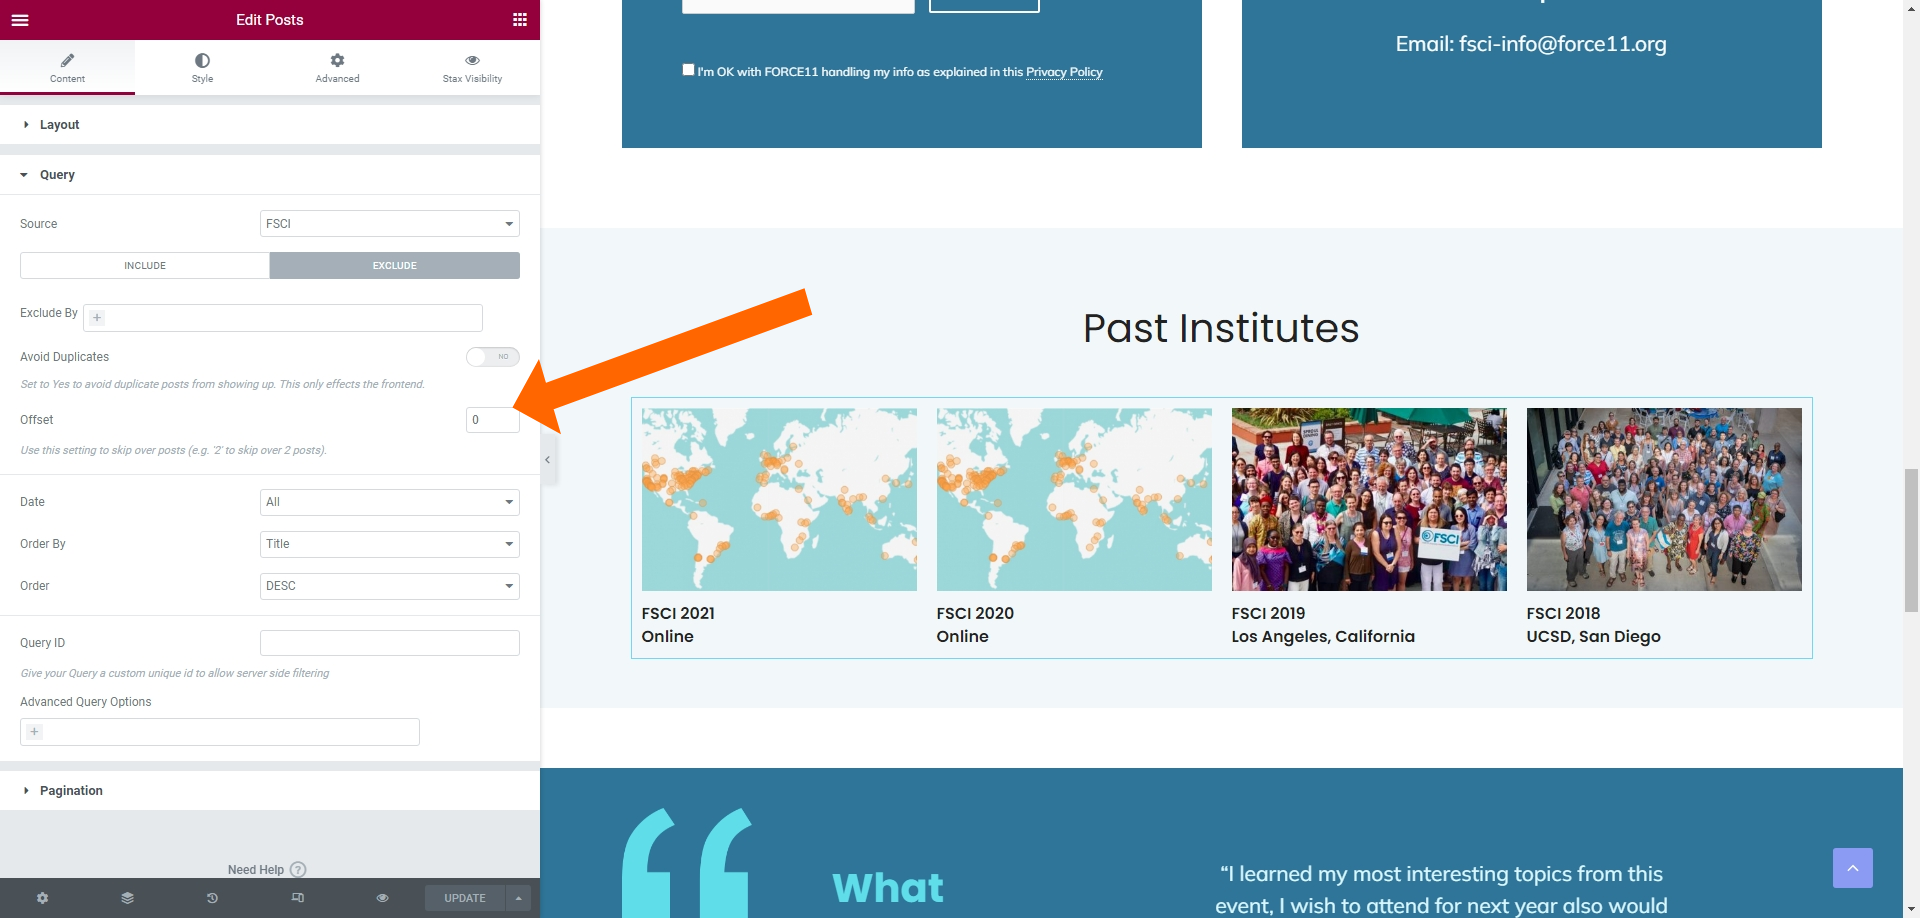 Edit Posts
Content
Style
Advanced
Stax Visibility
Layout
Query
Source
FSCI
INCLUDE
EXCLUDE
Exclude By
+
Avoid Duplicates
NO
Set to Yes to avoid duplicate posts from showing up. This only effects the frontend.
Offset
0
Use this setting to skip over posts (e.g. '2' to skip over 2 posts).
Date
All
Order By
Title
Order
DESC
Query ID
Give your Query a custom unique id to allow server side filtering
Advanced Query Options
+
Pagination
Need Help ?
UPDATE
I'm OK with FORCE11 handling my info as explained in this Privacy Policy
Email: fsci-info@force11.org
Past Institutes
FSCI
FSCI 2021
Online
FSCI 2020
Online
FSCI 2019
Los Angeles, California
FSCI 2018
UCSD, San Diego
What
“I learned my most interesting topics from this
event, I wish to attend for next year also would